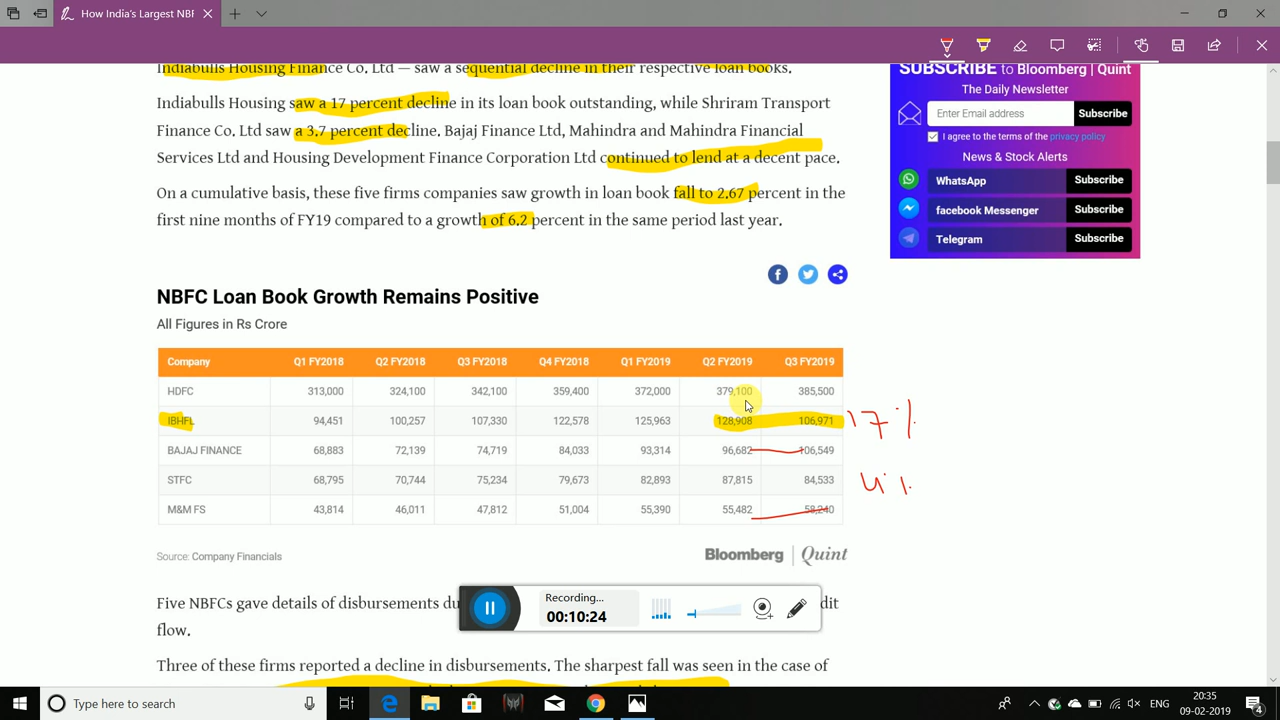 How India's Largest NBF
Indiabulls Housing Finance Co. Ltd — saw a sequential decline in their respective loan books.
Indiabulls Housing saw a 17 percent decline in its loan book outstanding, while Shriram Transport
Finance Co. Ltd saw a 3.7 percent decline. Bajaj Finance Ltd, Mahindra and Mahindra Financial
Services Ltd and Housing Development Finance Corporation Ltd continued to lend at a decent pace.
On a cumulative basis, these five firms companies saw growth in loan book fall to 2.67 percent in the
first nine months of FY19 compared to a growth of 6.2 percent in the same period last year.
SUBSCRIBE to Bloomberg | Quint
The Daily Newsletter
Enter Email address Subscribe
I agree to the terms of the privacy policy
News & Stock Alerts
WhatsApp Subscribe
facebook Messenger Subscribe
Telegram Subscribe
NBFC Loan Book Growth Remains Positive
All Figures in Rs Crore
Company Q1 FY2018 Q2 FY2018 Q3 FY2018 Q4 FY2018 Q1 FY2019 Q2 FY2019 Q3 FY2019
HDFC 313,000 324,100 342,100 359,400 372,000 379,100 385,500
IBHFL 94,451 100,257 107,330 122,578 125,963 128,908 106,971 17%
BAJAJ FINANCE 68,883 72,139 74,719 84,033 93,314 96,682 106,549
STFC 68,795 70,744 75,234 79,673 82,893 87,815 84,533 4%
M&M FS 43,814 46,011 47,812 51,004 55,390 55,482 58,240
Source: Company Financials
Bloomberg | Quint
Five NBFCs gave details of disbursements du
dit
flow.
Three of these firms reported a decline in disbursements. The sharpest fall was seen in the case of
Recording...
00:10:24
Type here to search
ENG
20:35
09-02-2019
4